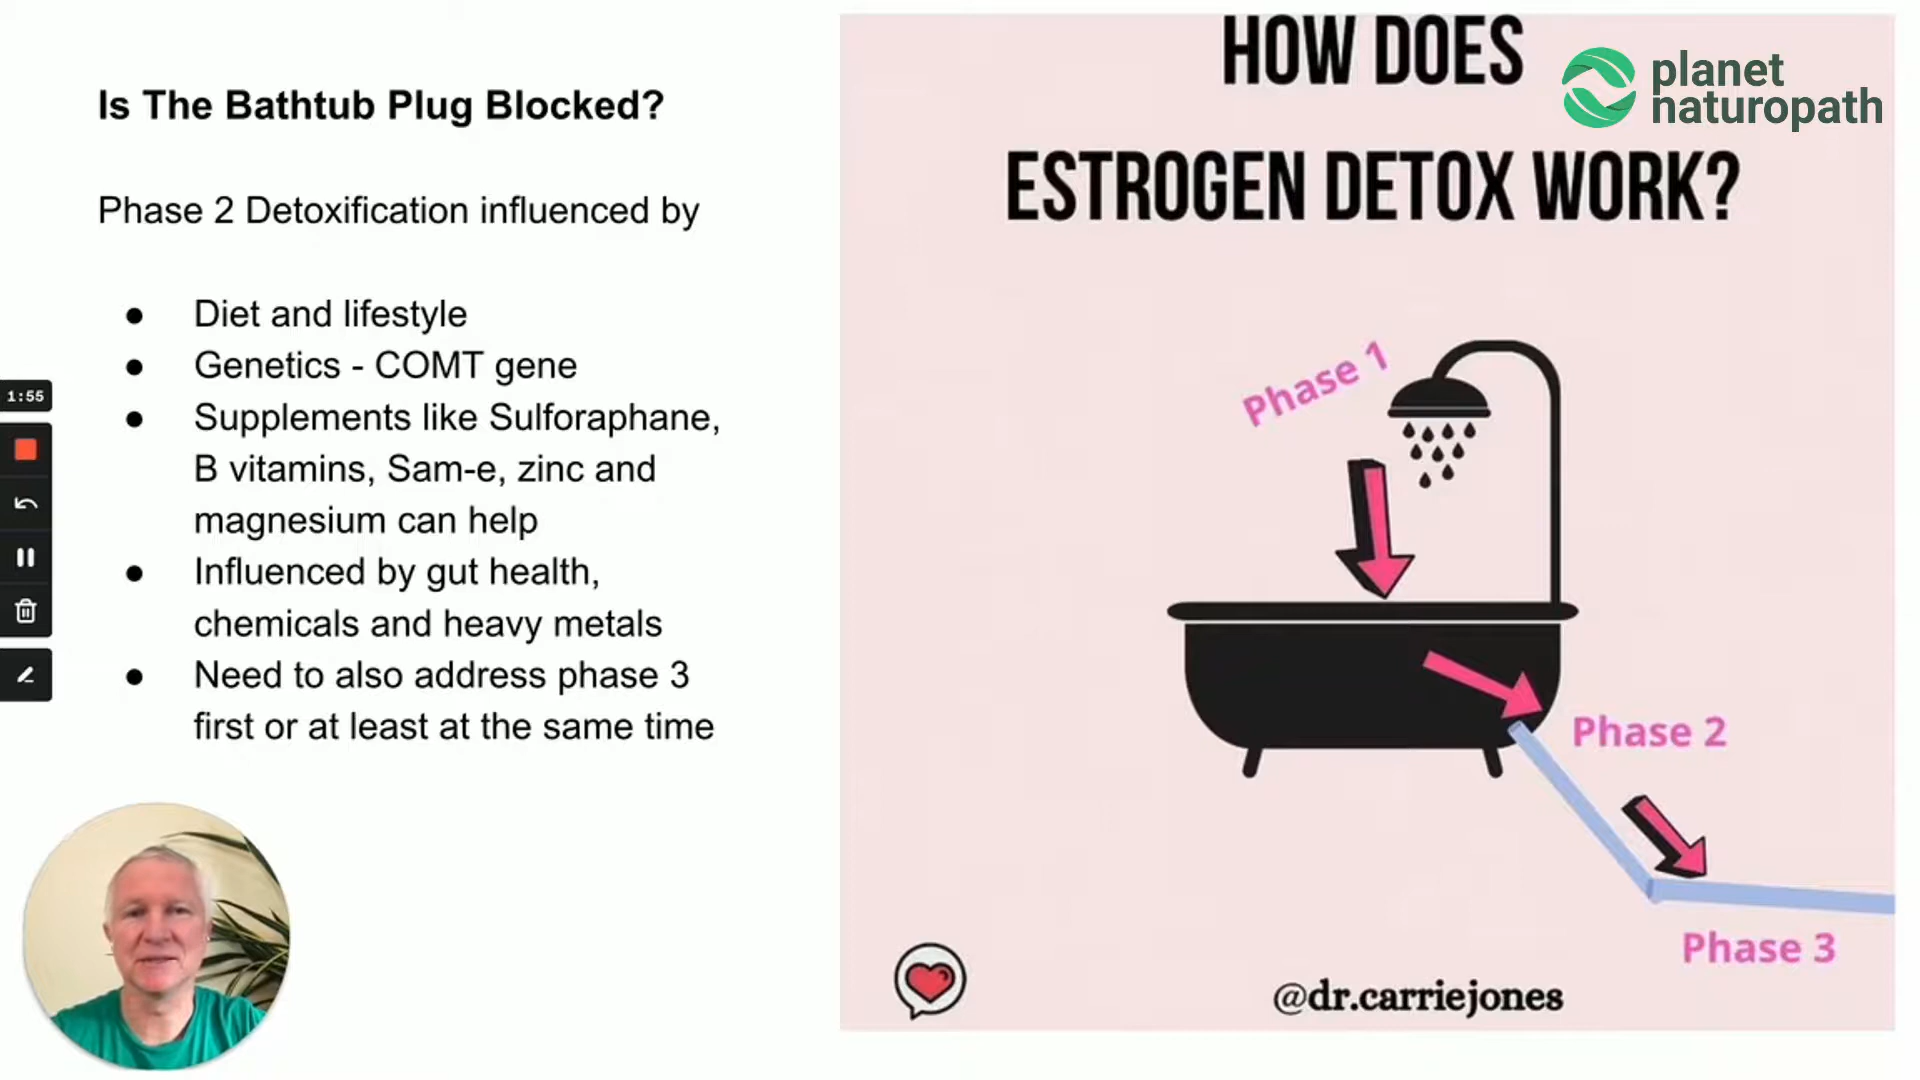 Is The Bathtub Plug Blocked?
Phase 2 Detoxification influenced by
● Diet and lifestyle
● Genetics - COMT gene
● Supplements like Sulforaphane,
B vitamins, Sam-e, zinc and
magnesium can help
● Influenced by gut health,
chemicals and heavy metals
● Need to also address phase 3
first or at least at the same time
1:55
HOW DOES
ESTROGEN DETOX WORK?
planet
naturopath
Phase 1
Phase 2
Phase 3
@dr.carriejones